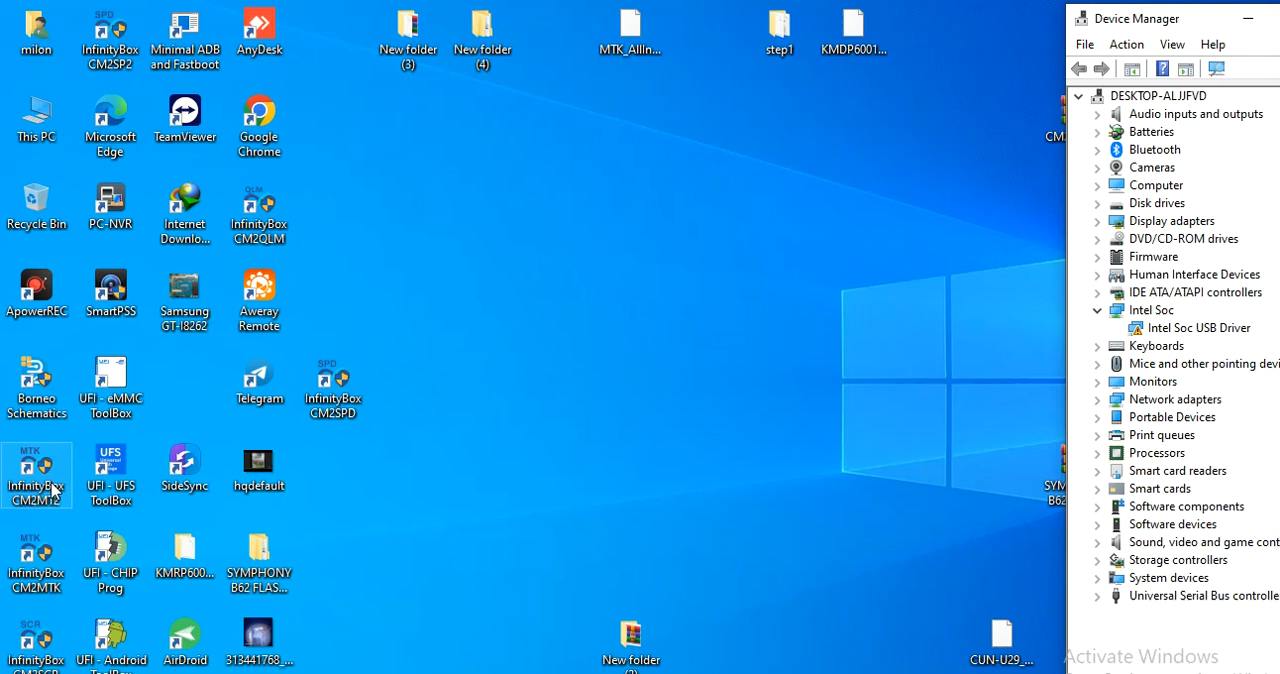 milon
SPD
InfinityBox
CM2SP2
Minimal ADB
and Fastboot
AnyDesk
New folder
(3)
New folder
(4)
MTK_AllIn...
step1
KMDP6001...
This PC
Microsoft
Edge
TeamViewer
Google
Chrome
Recycle Bin
PC-NVR
Internet
Downlo...
QLM
InfinityBox
CM2QLM
ApowerREC
SmartPSS
Samsung
GT-I8262
Aweray
Remote
Borneo
Schematics
UFI - eMMC
ToolBox
Telegram
SPD
InfinityBox
CM2SPD
MTK
InfinityBox
UFS
UFI - UFS
ToolBox
SideSync
hqdefault
MTK
InfinityBox
CM2MTK
UFI - CHIP
Prog
KMRP600...
SYMPHONY
B62 FLAS...
SCR
InfinityBox
UFI - Android
AirDroid
313441768_...
New folder
CUN-U29_...
Device Manager
File Action View Help
DESKTOP-ALJJFVD
Audio inputs and outputs
Batteries
Bluetooth
Cameras
Computer
Disk drives
Display adapters
DVD/CD-ROM drives
Firmware
Human Interface Devices
IDE ATA/ATAPI controllers
Intel Soc
Intel Soc USB Driver
Keyboards
Mice and other pointing devi
Monitors
Network adapters
Portable Devices
Print queues
Processors
Smart card readers
Smart cards
Software components
Software devices
Sound, video and game cont
Storage controllers
System devices
Universal Serial Bus controlle
Activate Windows